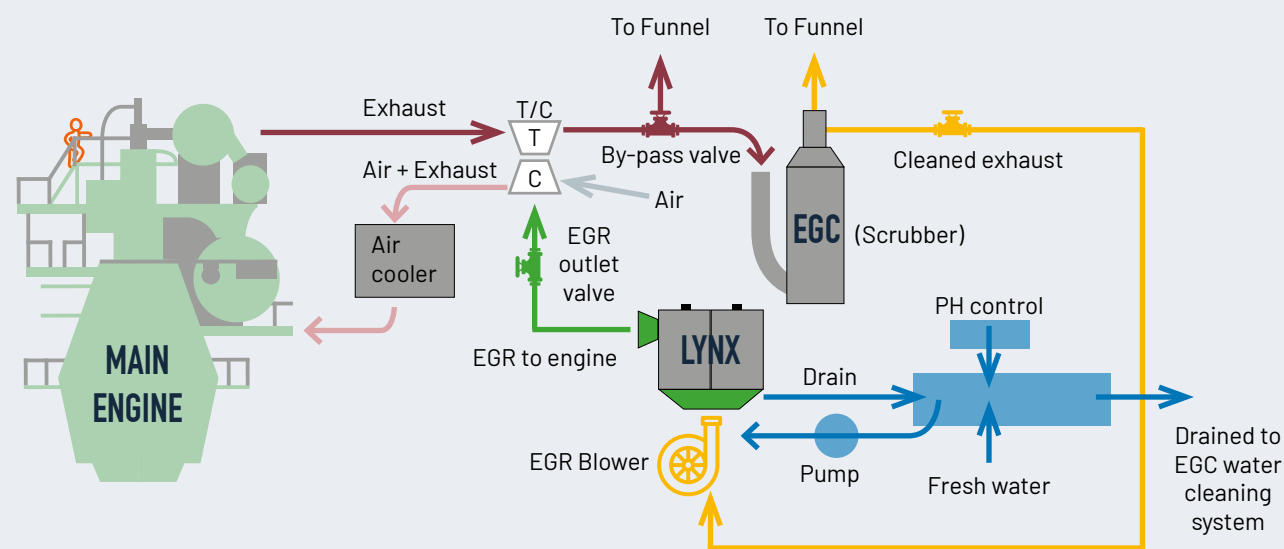 To Funnel
To Funnel
Exhaust
T/C
T
By-pass valve
Cleaned exhaust
Air + Exhaust
C
Air
EGC
(Scrubber)
Air
cooler
EGR
outlet
valve
PH control
MAIN
ENGINE
EGR to engine
LYNX
Drain
EGR Blower
Pump
Fresh water
Drained to
EGC water
cleaning
system